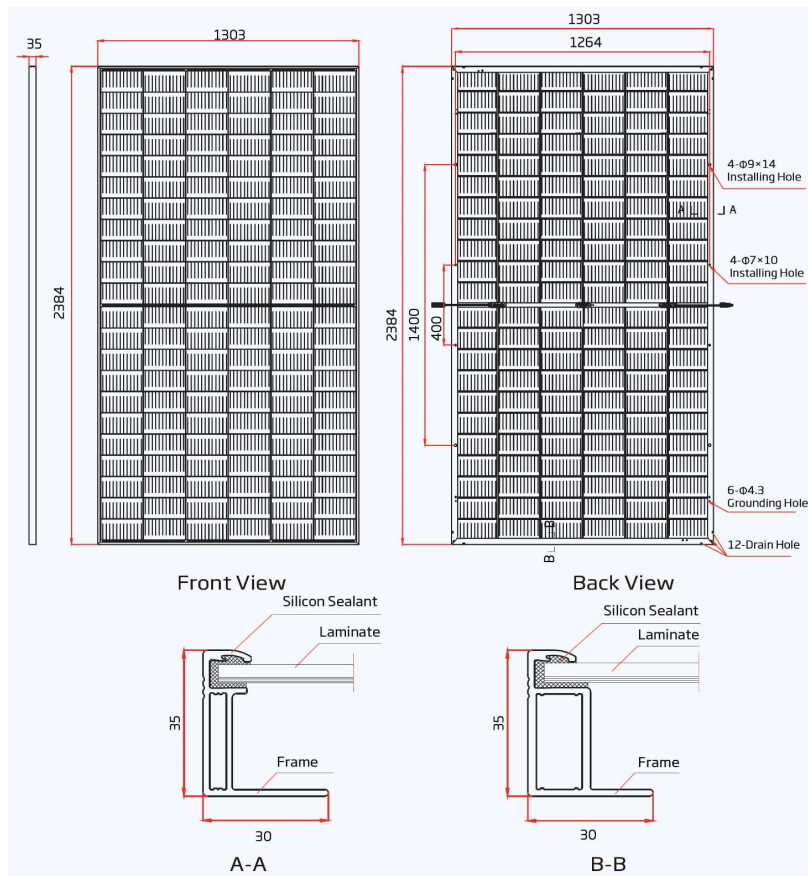 35
1303
2384
Front View
1303
1264
2384
1400
400
4-Φ9×14
Installing Hole
A
A
4-Φ7×10
Installing Hole
6-Φ4.3
Grounding Hole
12-Drain Hole
B
B
Back View
Silicon Sealant
Laminate
35
Frame
30
A-A
Silicon Sealant
Laminate
35
Frame
30
B-B